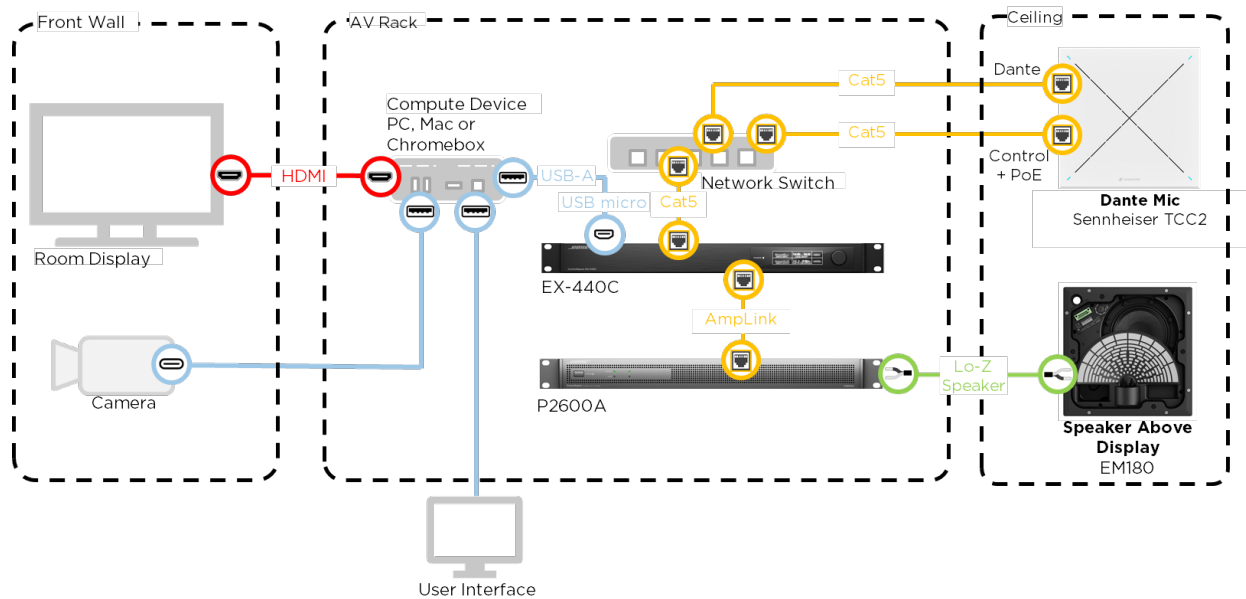 Front Wall
AV Rack
Ceiling
Compute Device
PC, Mac or
Chromebox
Dante
Cat5
Cat5
Control
+ PoE
HDMI
USB-A
USB micro
Cat5
Network Switch
Dante Mic
Sennheiser TCC2
Room Display
EX-440C
AmpLink
Camera
P2600A
Lo-Z
Speaker
Speaker Above
Display
EM180
User Interface